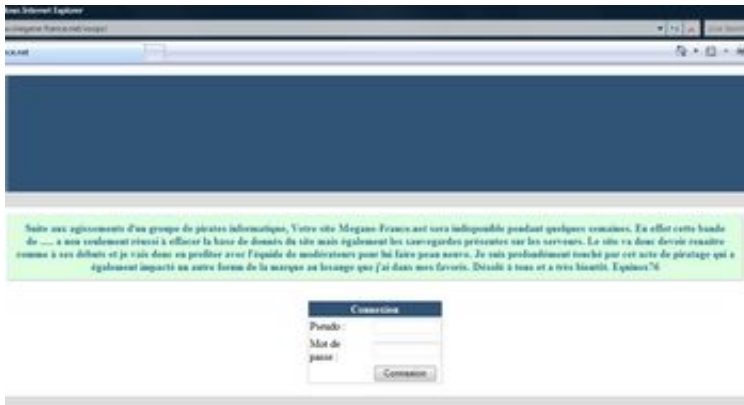 Internet Explorer
Suite aux agissements d'un groupe de pirates informatique, Votre site Megane-France.net sera indisponible pendant quelques semaines. En effet cette bande
de ..... a non seulement réussi à effacer la base de donnés du site mais également les sauvegardes présentes sur les serveurs. Le site va donc devoir renaitre
comme à ses débuts et je vais donc en profiter avec l'équide de modérateurs pour lui faire peau neuve. Je suis profondément touché par cet acte de piratage qui a
également impacté un autre forum de la marque au losange que j'ai dans mes favoris. Désolé à tous et a très bientôt. Equinox76
Connexion
Pseudo :
Mot de
passe :
Connexion